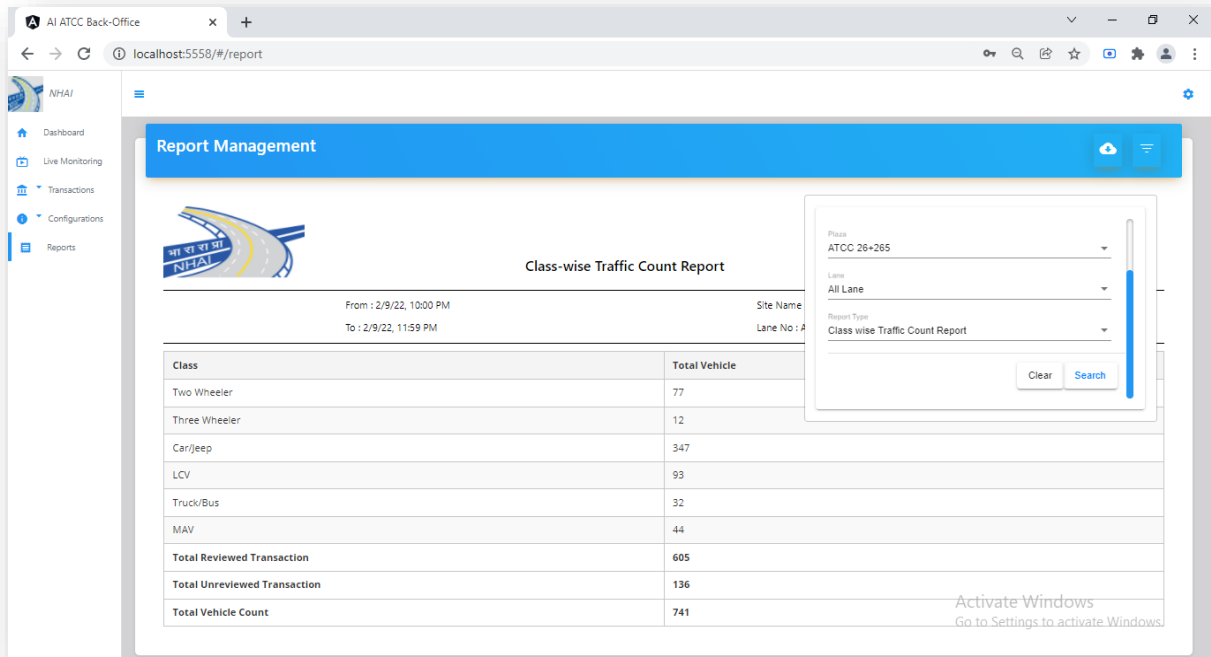 AI ATCC Back-Office
localhost:5558/#/report
NHAI
Dashboard
Live Monitoring
Transactions
Configurations
Reports
Report Management
भा रा रा प्रा
NHAI
Class-wise Traffic Count Report
From : 2/9/22, 10:00 PM
Site Name
To : 2/9/22, 11:59 PM
Lane No : A
Plaza
ATCC 26+265
Lane
All Lane
Report Type
Class wise Traffic Count Report
Clear Search
Class Total Vehicle
Two Wheeler 77
Three Wheeler 12
Car/Jeep 347
LCV 93
Truck/Bus 32
MAV 44
Total Reviewed Transaction 605
Total Unreviewed Transaction 136
Total Vehicle Count 741
Activate Windows
Go to Settings to activate Windows.